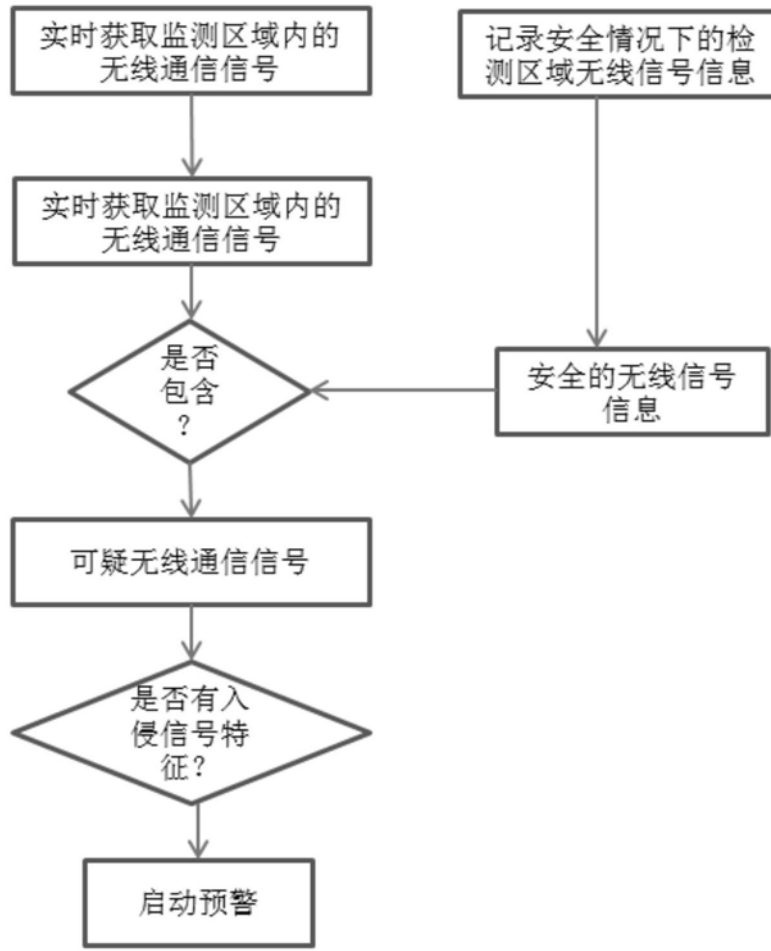 实时获取监测区域内的
无线通信信号
记录安全情况下的检
测区域无线信号信息
实时获取监测区域内的
无线通信信号
是否
包含
？
安全的无线信号
信息
可疑无线通信信号
是否有入
侵信号特
征？
启动预警